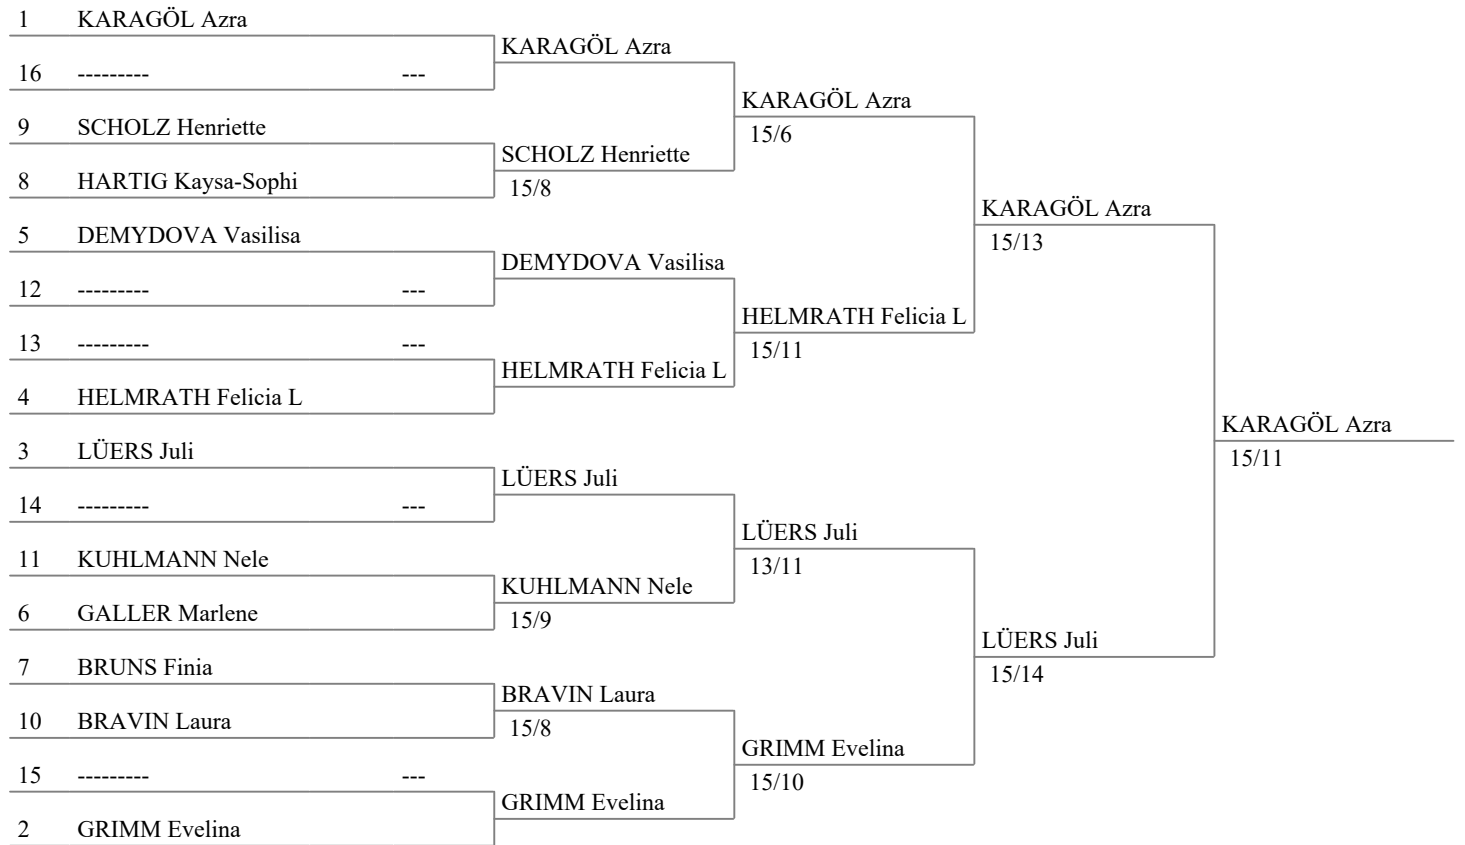 1 KARAGÖL Azra
KARAGÖL Azra
16 --------- ---
KARAGÖL Azra
9 SCHOLZ Henriette
15/6
SCHOLZ Henriette
8 HARTIG Kaysa-Sophi
15/8
KARAGÖL Azra
5 DEMYDOVA Vasilisa
15/13
DEMYDOVA Vasilisa
12 --------- ---
HELMRATH Felicia L
13 --------- ---
15/11
HELMRATH Felicia L
4 HELMRATH Felicia L
KARAGÖL Azra
3 LÜERS Juli
15/11
LÜERS Juli
14 --------- ---
LÜERS Juli
11 KUHLMANN Nele
13/11
KUHLMANN Nele
6 GALLER Marlene
15/9
LÜERS Juli
7 BRUNS Finia
15/14
BRAVIN Laura
10 BRAVIN Laura
15/8
GRIMM Evelina
15 --------- ---
15/10
GRIMM Evelina
2 GRIMM Evelina